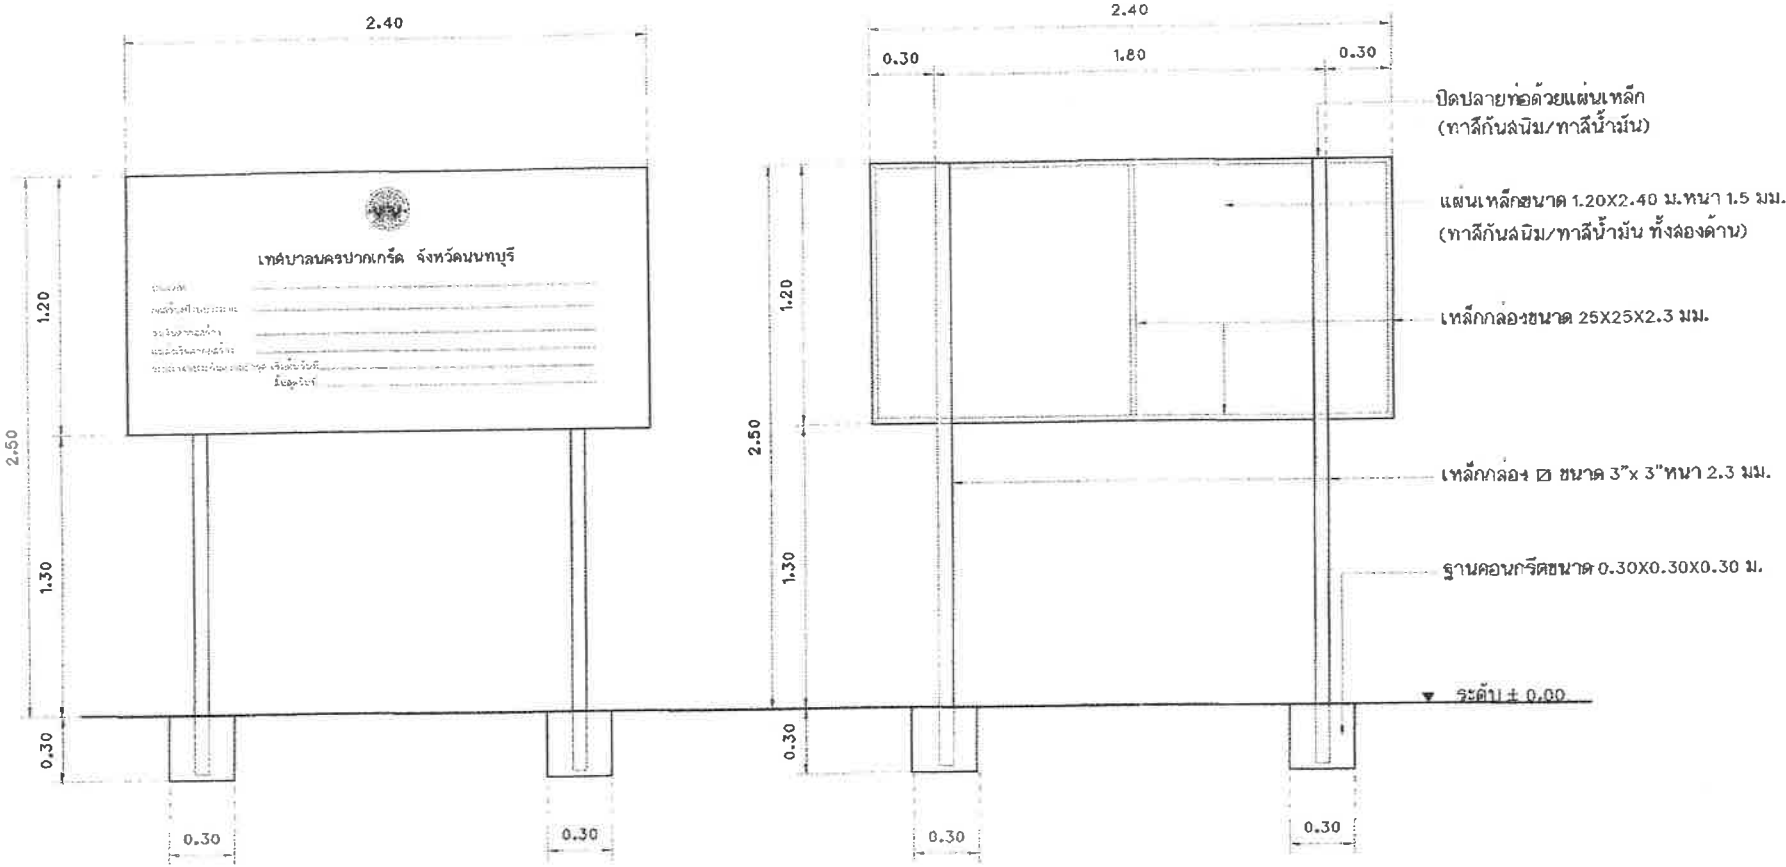 2.40
1.20
2.50
1.30
0.30
เทศบาลนครปากเกร็ด จังหวัดนนทบุรี
0.30
0.30
2.40
0.30
1.80
0.30
1.20
2.50
1.30
0.30
0.30
0.30
ปิดปลายท่อด้วยแผ่นเหล็ก
(ทาสีกันสนิม/ทาสีน้ำมัน)
แผ่นเหล็กขนาด 1.20X2.40 ม.หนา 1.5 มม.
(ทาสีกันสนิม/ทาสีน้ำมัน ทั้งสองด้าน)
เหล็กกล่องขนาด 25X25X2.3 มม.
เหล็กกล่อง ขนาด 3"x 3"หนา 2.3 มม.
ฐานคอนกรีตขนาด 0.30X0.30X0.30 ม.
ระดับ ± 0.00